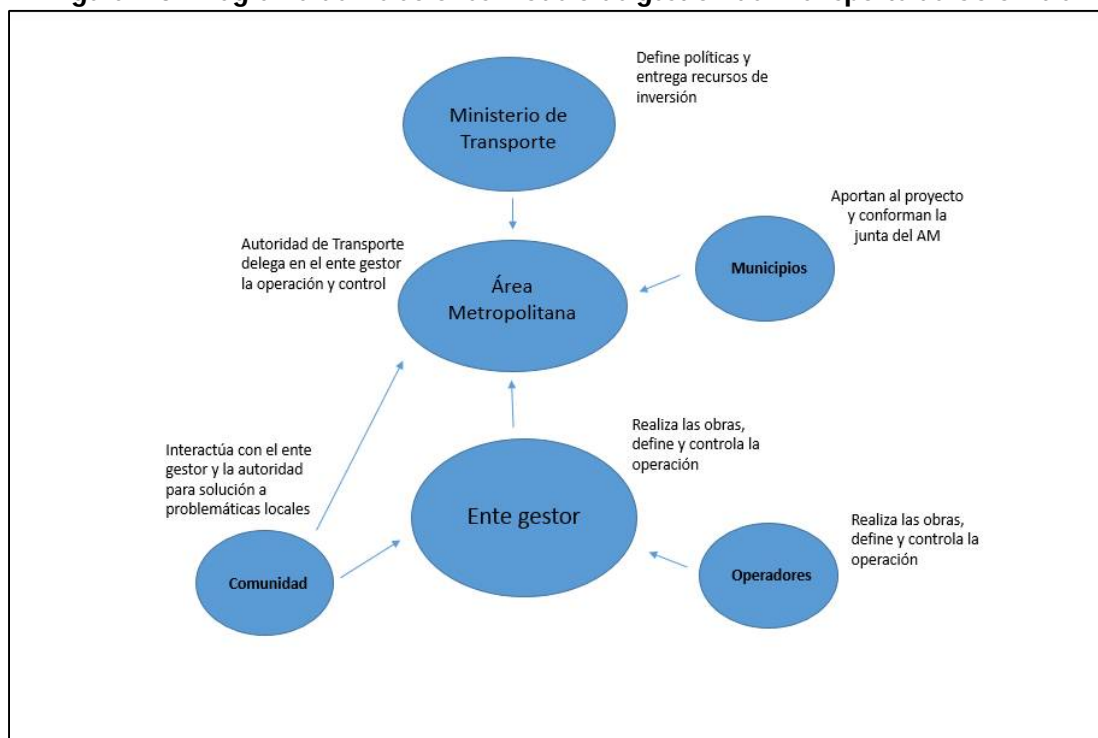 Define políticas y
entrega recursos de
inversión
Ministerio de
Transporte
Aportan al proyecto
y conforman la
junta del AM
Municipios
Autoridad de Transporte
delega en el ente gestor
la operación y control
Área
Metropolitana
Realiza las obras,
define y controla la
operación
Interactúa con el ente
gestor y la autoridad
para solución a
problemáticas locales
Ente gestor
Realiza las obras,
define y controla la
operación
Comunidad
Operadores